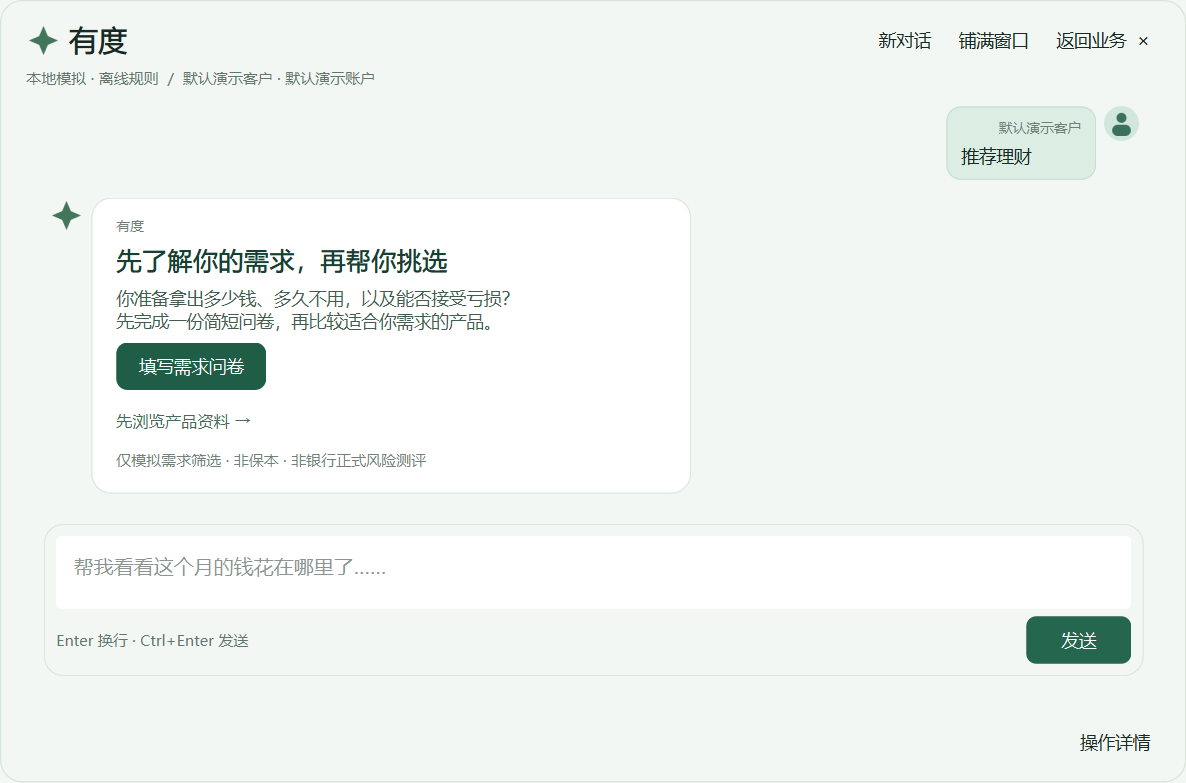 有度
新对话 铺满窗口 返回业务 ×
本地模拟 · 离线规则 / 默认演示客户 · 默认演示账户
默认演示客户
推荐理财
有度
先了解你的需求，再帮你挑选
你准备拿出多少钱、多久不用，以及能否接受亏损？
先完成一份简短问卷，再比较适合你需求的产品。
填写需求问卷
先浏览产品资料 →
仅模拟需求筛选 · 非保本 · 非银行正式风险测评
帮我看看这个月的钱花在哪里了……
Enter 换行 · Ctrl+Enter 发送
发送
操作详情